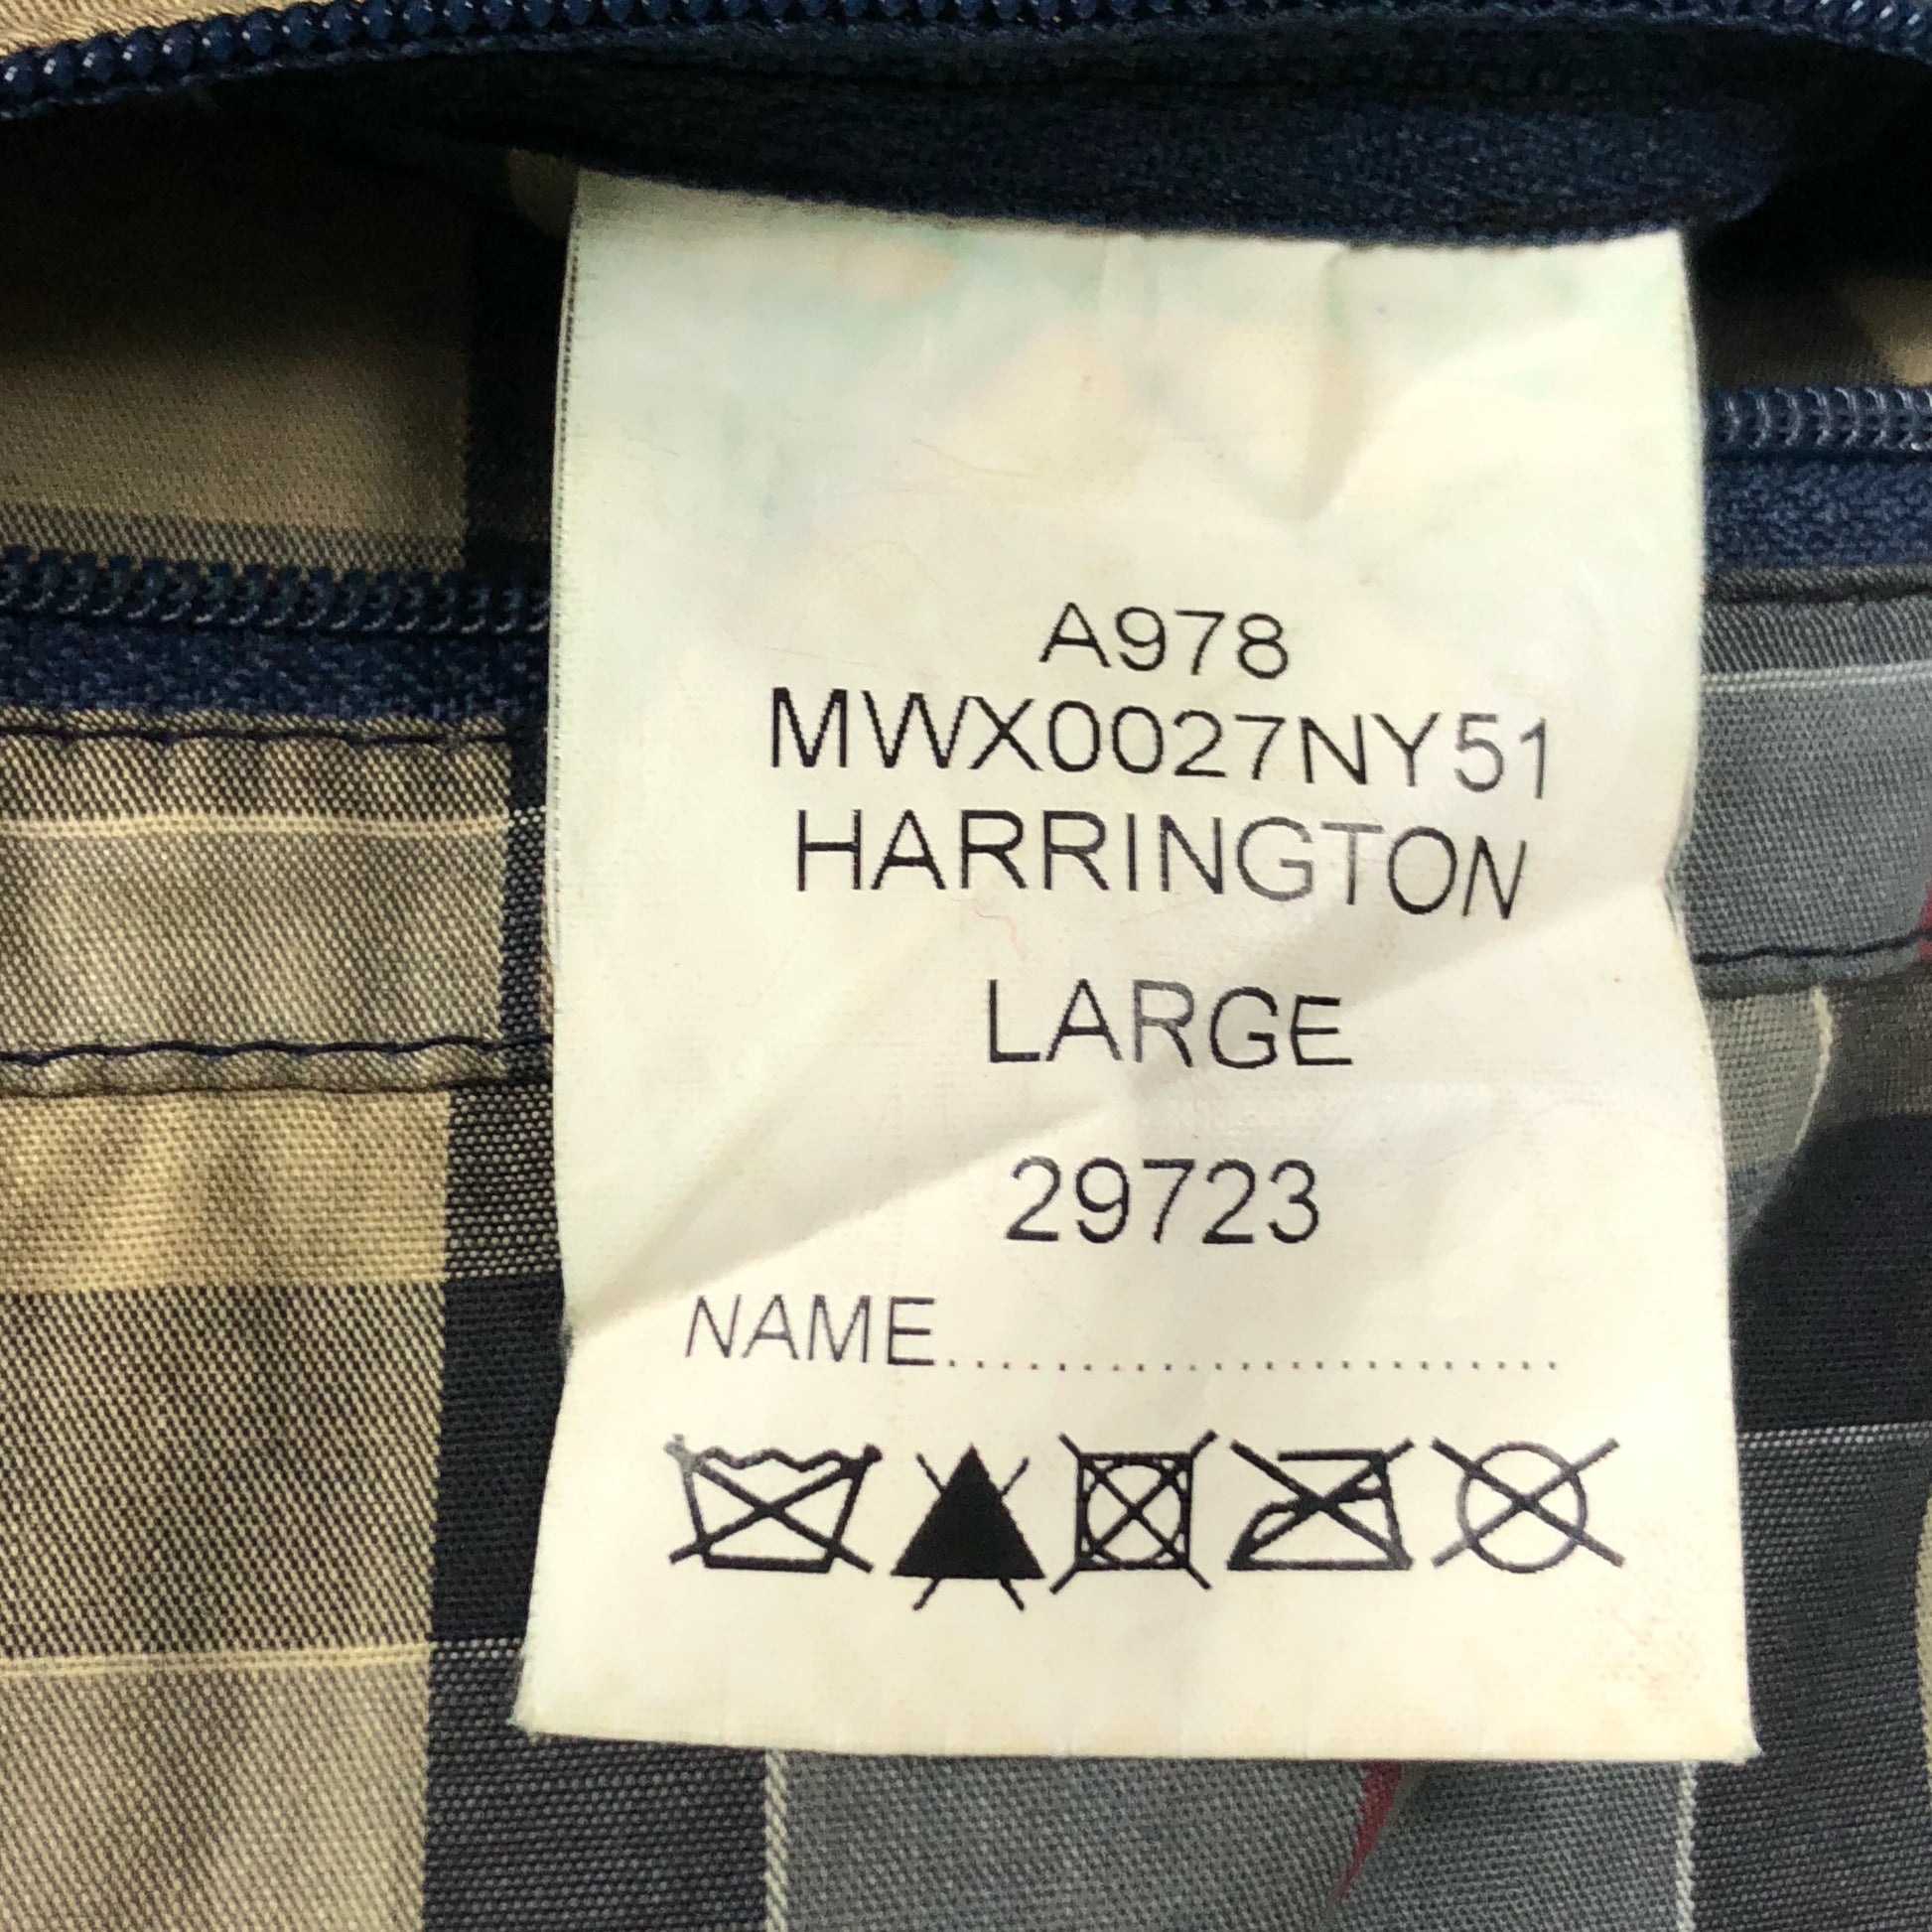 A978
MWX0027NY51
HARRINGTON
LARGE
29723
NAME........................